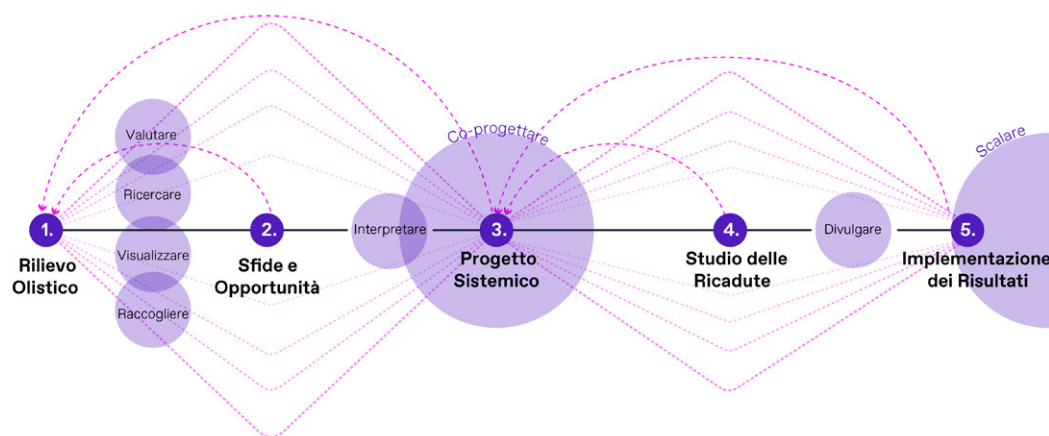 Valutare
Ricercare
Visualizzare
Raccogliere
Interpretare
Co-progettare
Divulgare
Scalare
1.
Rilievo
Olistico
2.
Sfide e
Opportunità
3.
Progetto
Sistemico
4.
Studio delle
Ricadute
5.
Implementazione
dei Risultati